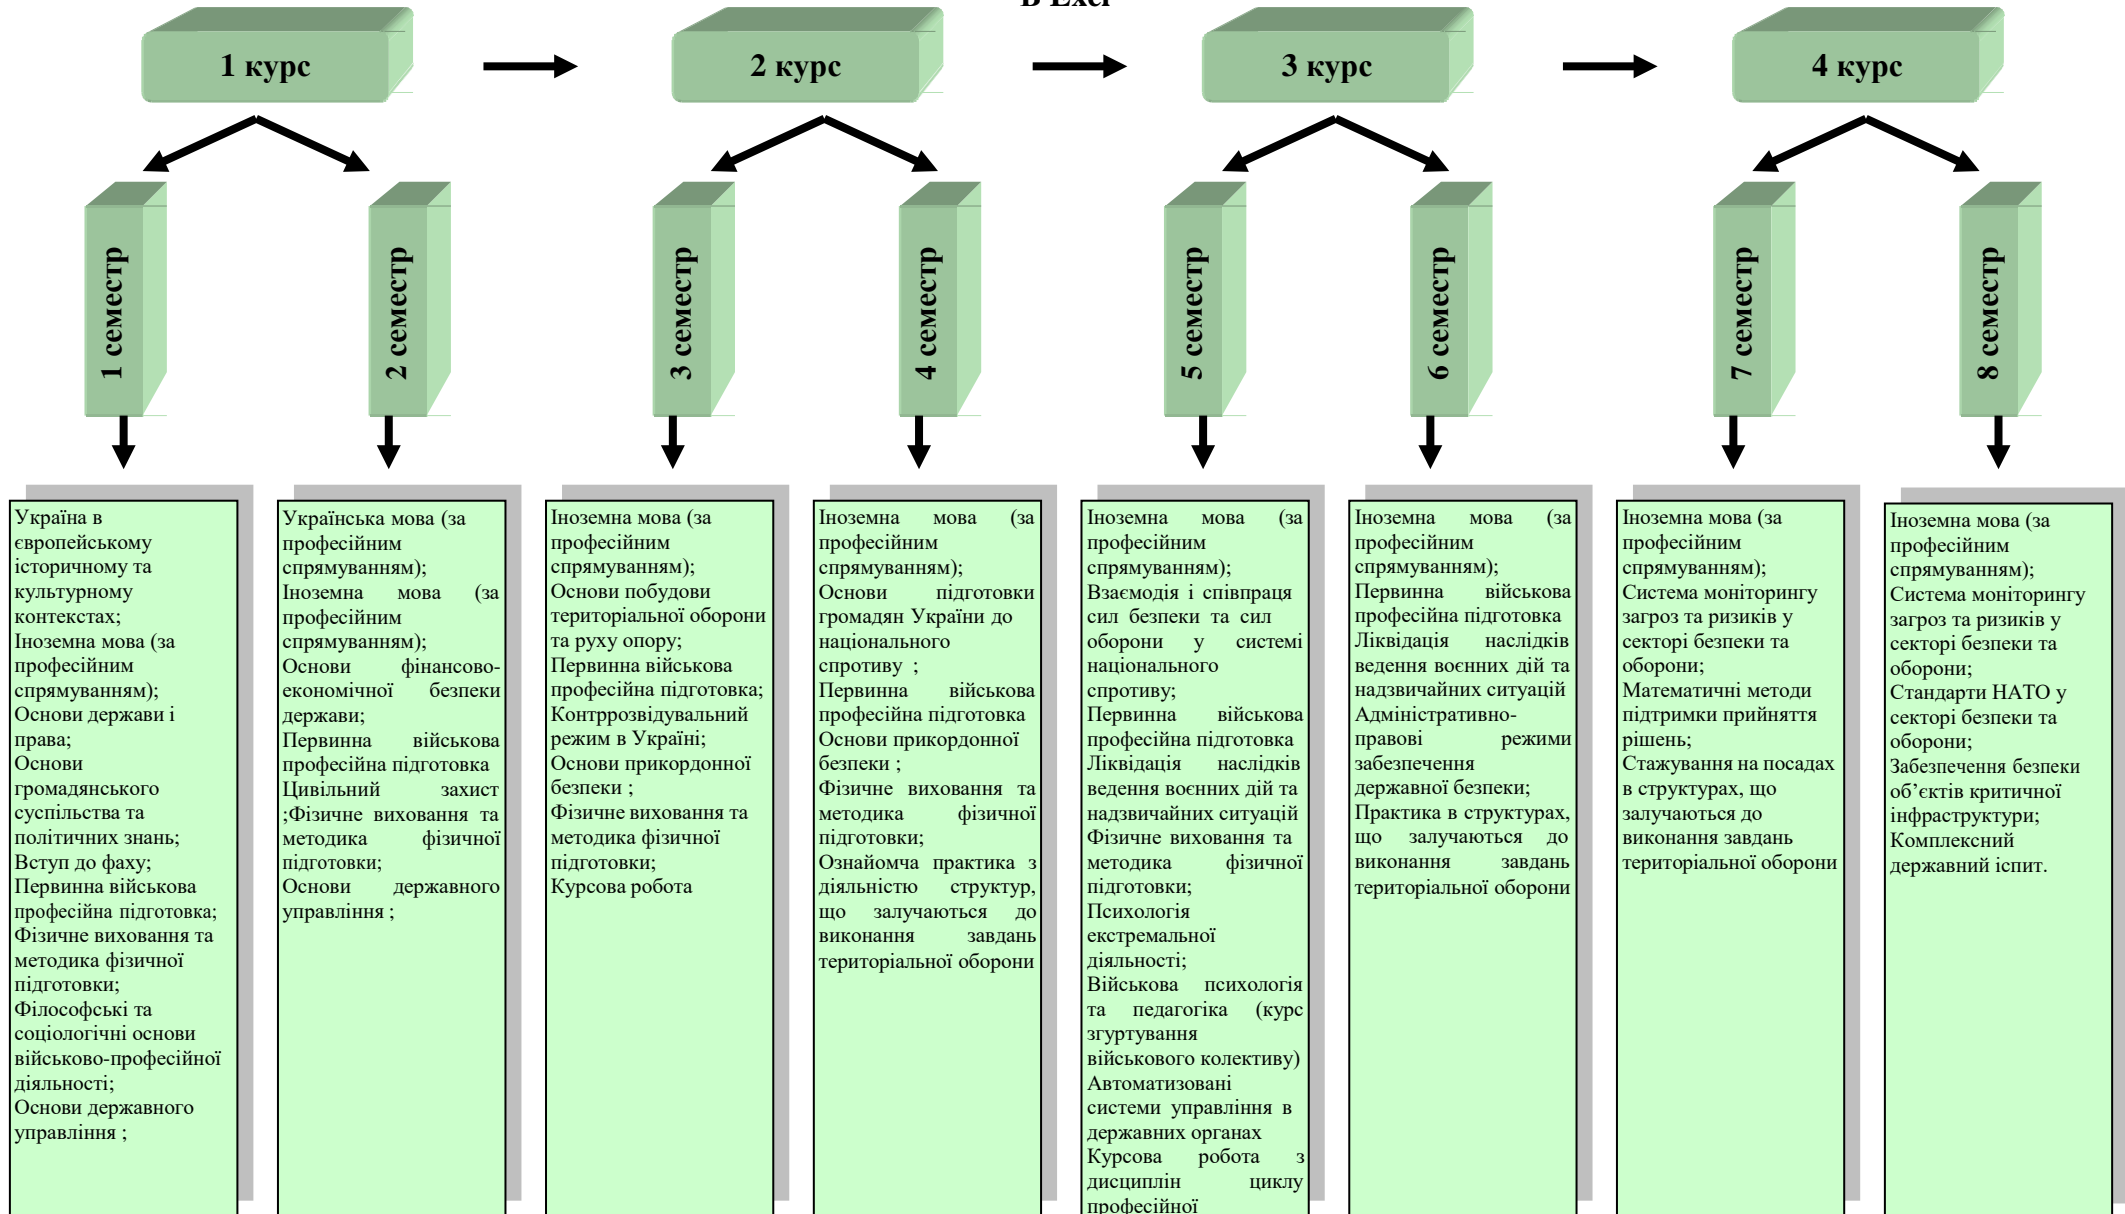 В Exel
1 курс
2 курс
3 курс
4 курс
1 семестр
2 семестр
3 семестр
4 семестр
5 семестр
6 семестр
7 семестр
8 семестр
Україна в
європейському
історичному та
культурному
контекстах;
Іноземна мова (за
професійним
спрямуванням);
Основи держави і
права;
Основи
громадянського
суспільства та
політичних знань;
Вступ до фаху;
Первинна військова
професійна підготовка;
Фізичне виховання та
методика фізичної
підготовки;
Філософські та
соціологічні основи
військово-професійної
діяльності;
Основи державного
управління ;
Українська мова (за
професійним
спрямуванням);
Іноземна мова (за
професійним
спрямуванням);
Основи фінансово-
економічної безпеки
держави;
Первинна військова
професійна підготовка
Цивільний захист
;Фізичне виховання та
методика фізичної
підготовки;
Основи державного
управління ;
Іноземна мова (за
професійним
спрямуванням);
Основи побудови
територіальної оборони
та руху опору;
Первинна військова
професійна підготовка;
Контррозвідувальний
режим в Україні;
Основи прикордонної
безпеки ;
Фізичне виховання та
методика фізичної
підготовки;
Курсова робота
Іноземна мова (за
професійним
спрямуванням);
Основи підготовки
громадян України до
національного
спротиву ;
Первинна військова
професійна підготовка
Основи прикордонної
безпеки ;
Фізичне виховання та
методика фізичної
підготовки;
Ознайомча практика з
діяльністю структур,
що залучаються до
виконання завдань
територіальної оборони
Іноземна мова (за
професійним
спрямуванням);
Взаємодія і співпраця
сил безпеки та сил
оборони у системі
національного
спротиву;
Первинна військова
професійна підготовка
Ліквідація наслідків
ведення воєнних дій та
надзвичайних ситуацій
Фізичне виховання та
методика фізичної
підготовки;
Психологія
екстремальної
діяльності;
Військова психологія
та педагогіка (курс
згуртування
військового колективу)
Автоматизовані
системи управління в
державних органах
Курсова робота з
дисциплін циклу
професійної
Іноземна мова (за
професійним
спрямуванням);
Первинна військова
професійна підготовка
Ліквідація наслідків
ведення воєнних дій та
надзвичайних ситуацій
Адміністративно-
правові режими
забезпечення
державної безпеки;
Практика в структурах,
що залучаються до
виконання завдань
територіальної оборони
Іноземна мова (за
професійним
спрямуванням);
Система моніторингу
загроз та ризиків у
секторі безпеки та
оборони;
Математичні методи
підтримки прийняття
рішень;
Стажування на посадах
в структурах, що
залучаються до
виконання завдань
територіальної оборони
Іноземна мова (за
професійним
спрямуванням);
Система моніторингу
загроз та ризиків у
секторі безпеки та
оборони;
Стандарти НАТО у
секторі безпеки та
оборони;
Забезпечення безпеки
об’єктів критичної
інфраструктури;
Комплексний
державний іспит.